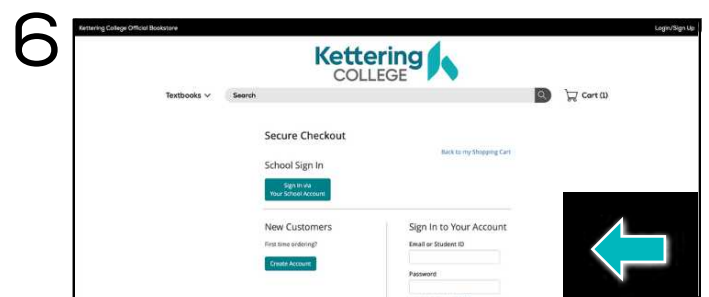 6
Kettering College Official Bookstore Login/Sign Up
Kettering
COLLEGE
Textbooks Search Cart (1)
Secure Checkout
Back to my Shopping Cart
School Sign In
Sign In via
Your School Account
New Customers Sign In to Your Account
First time ordering? Email or Student ID
Create Account
Password